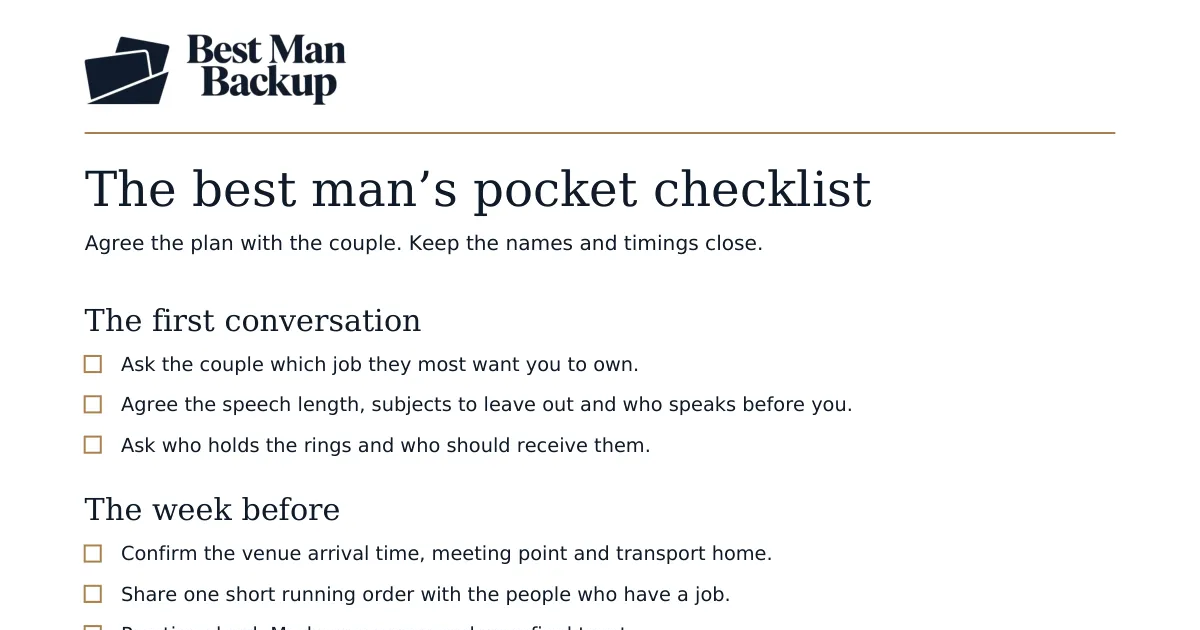 Best Man
Backup
The best man’s pocket checklist
Agree the plan with the couple. Keep the names and timings close.
The first conversation
Ask the couple which job they most want you to own.
Agree the speech length, subjects to leave out and who speaks before you.
Ask who holds the rings and who should receive them.
The week before
Confirm the venue arrival time, meeting point and transport home.
Share one short running order with the people who have a job.